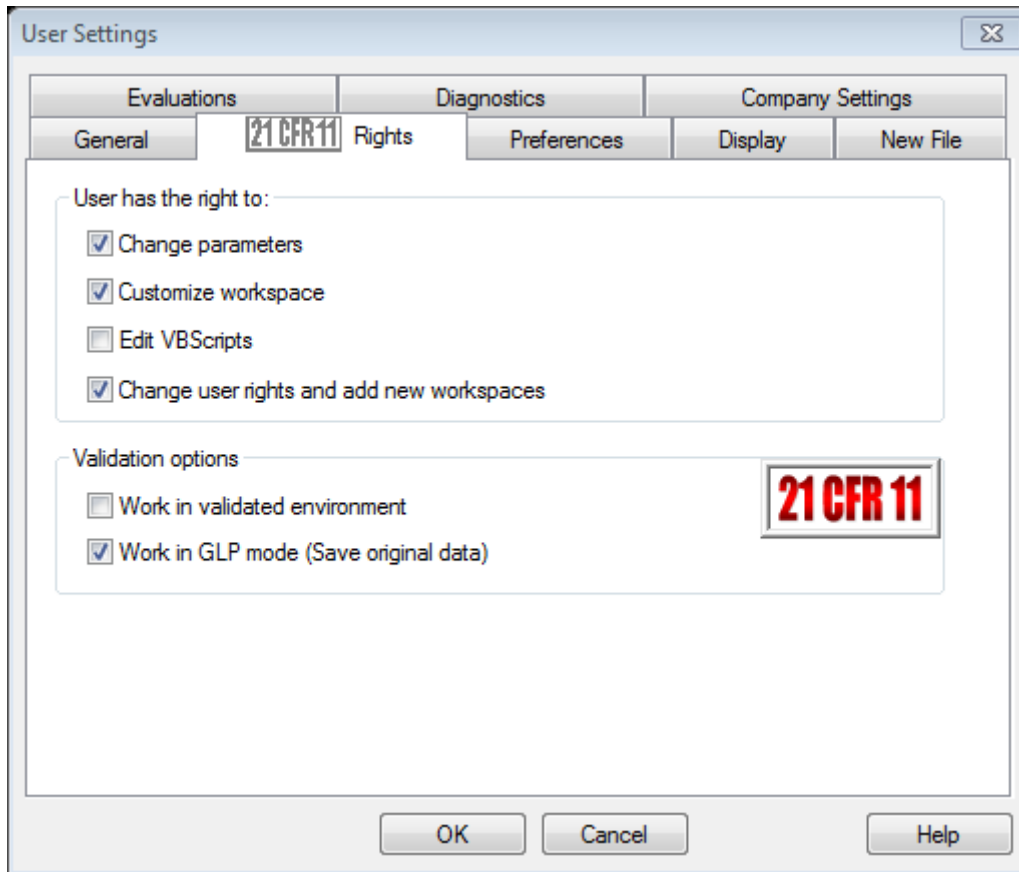 User Settings
Evaluations Diagnostics Company Settings
General 21 CFR11 Rights Preferences Display New File
User has the right to:
Change parameters
Customize workspace
Edit VBScripts
Change user rights and add new workspaces
Validation options
Work in validated environment
21 CFR 11
Work in GLP mode (Save original data)
OK Cancel Help